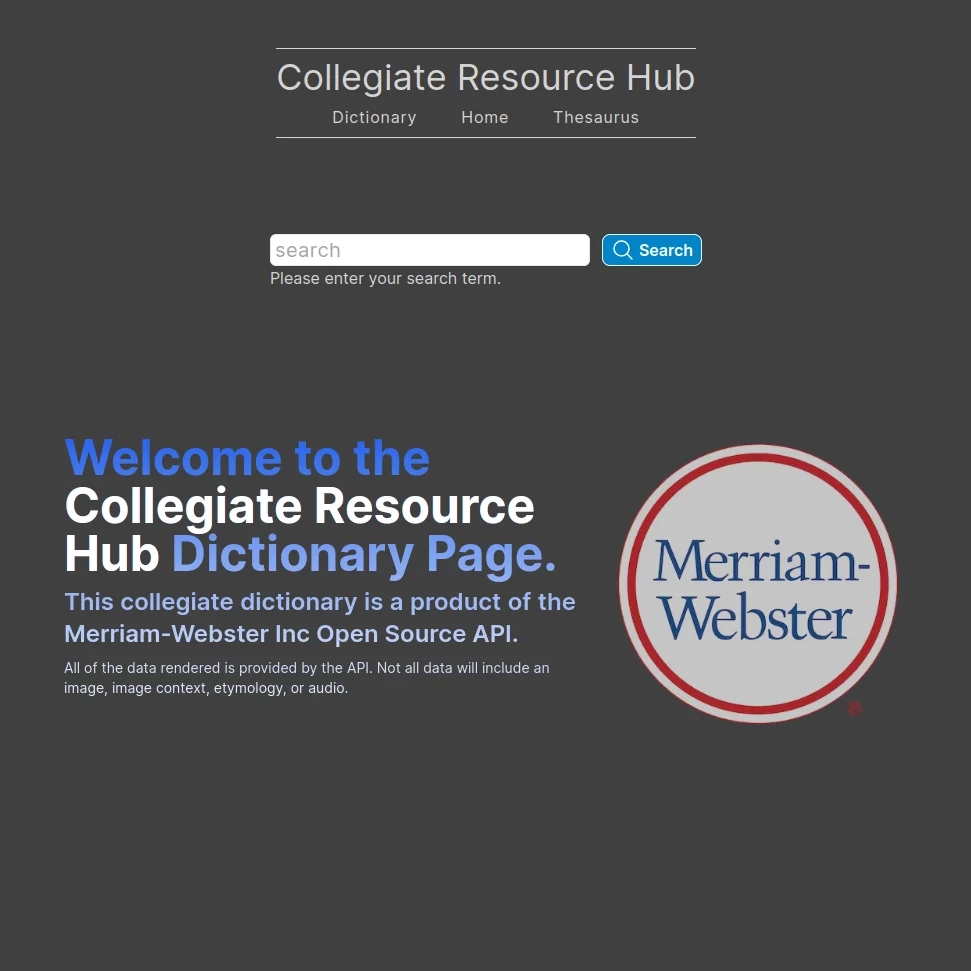 Collegiate Resource Hub
Dictionary Home Thesaurus
search Search
Please enter your search term.
Welcome to the
Collegiate Resource
Hub Dictionary Page.
This collegiate dictionary is a product of the
Merriam-Webster Inc Open Source API.
All of the data rendered is provided by the API. Not all data will include an
image, image context, etymology, or audio.
Merriam-
Webster
®